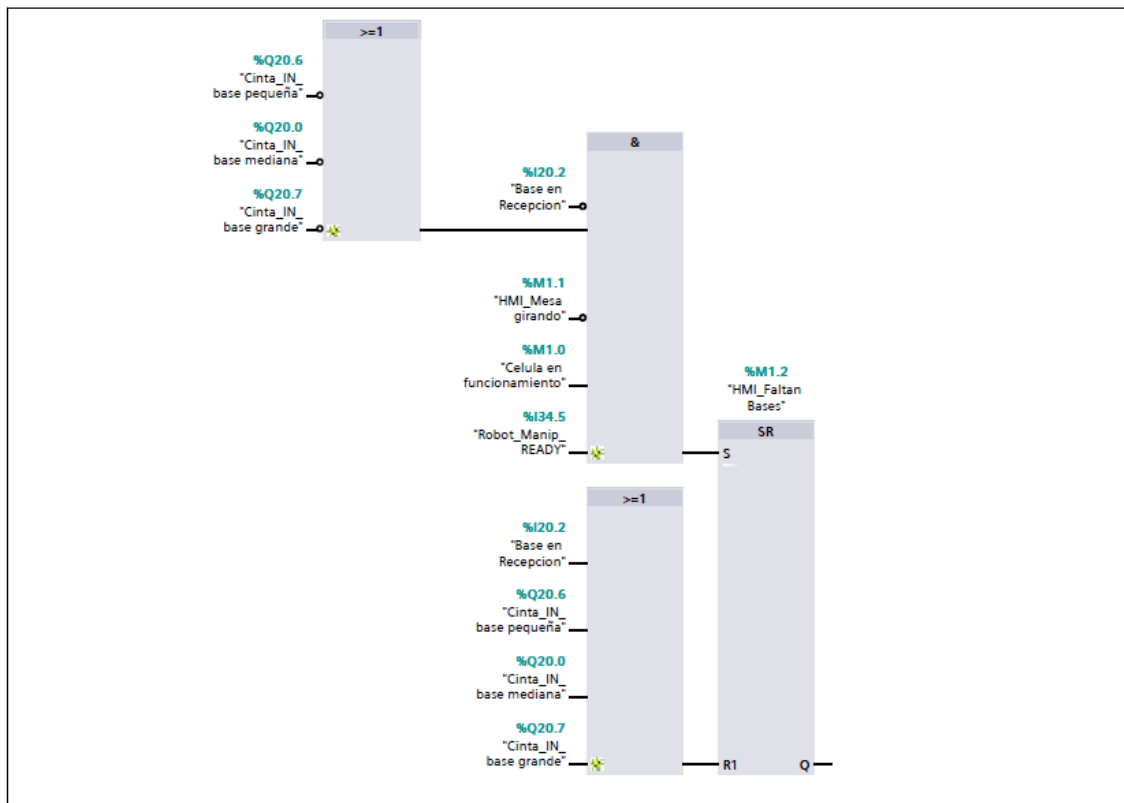 >=1
%Q20.6
"Cinta_IN_
base pequeña"
%Q20.0
"Cinta_IN_
base mediana"
%Q20.7
"Cinta_IN_
base grande"
&
%I20.2
"Base en
Recepcion"
%M1.1
"HMI_Mesa
girando"
%M1.0
"Celula en
funcionamiento"
%I34.5
"Robot_Manip_
READY"
%M1.2
"HMI_Faltan
Bases"
SR
S
>=1
%I20.2
"Base en
Recepcion"
%Q20.6
"Cinta_IN_
base pequeña"
%Q20.0
"Cinta_IN_
base mediana"
%Q20.7
"Cinta_IN_
base grande"
R1 Q